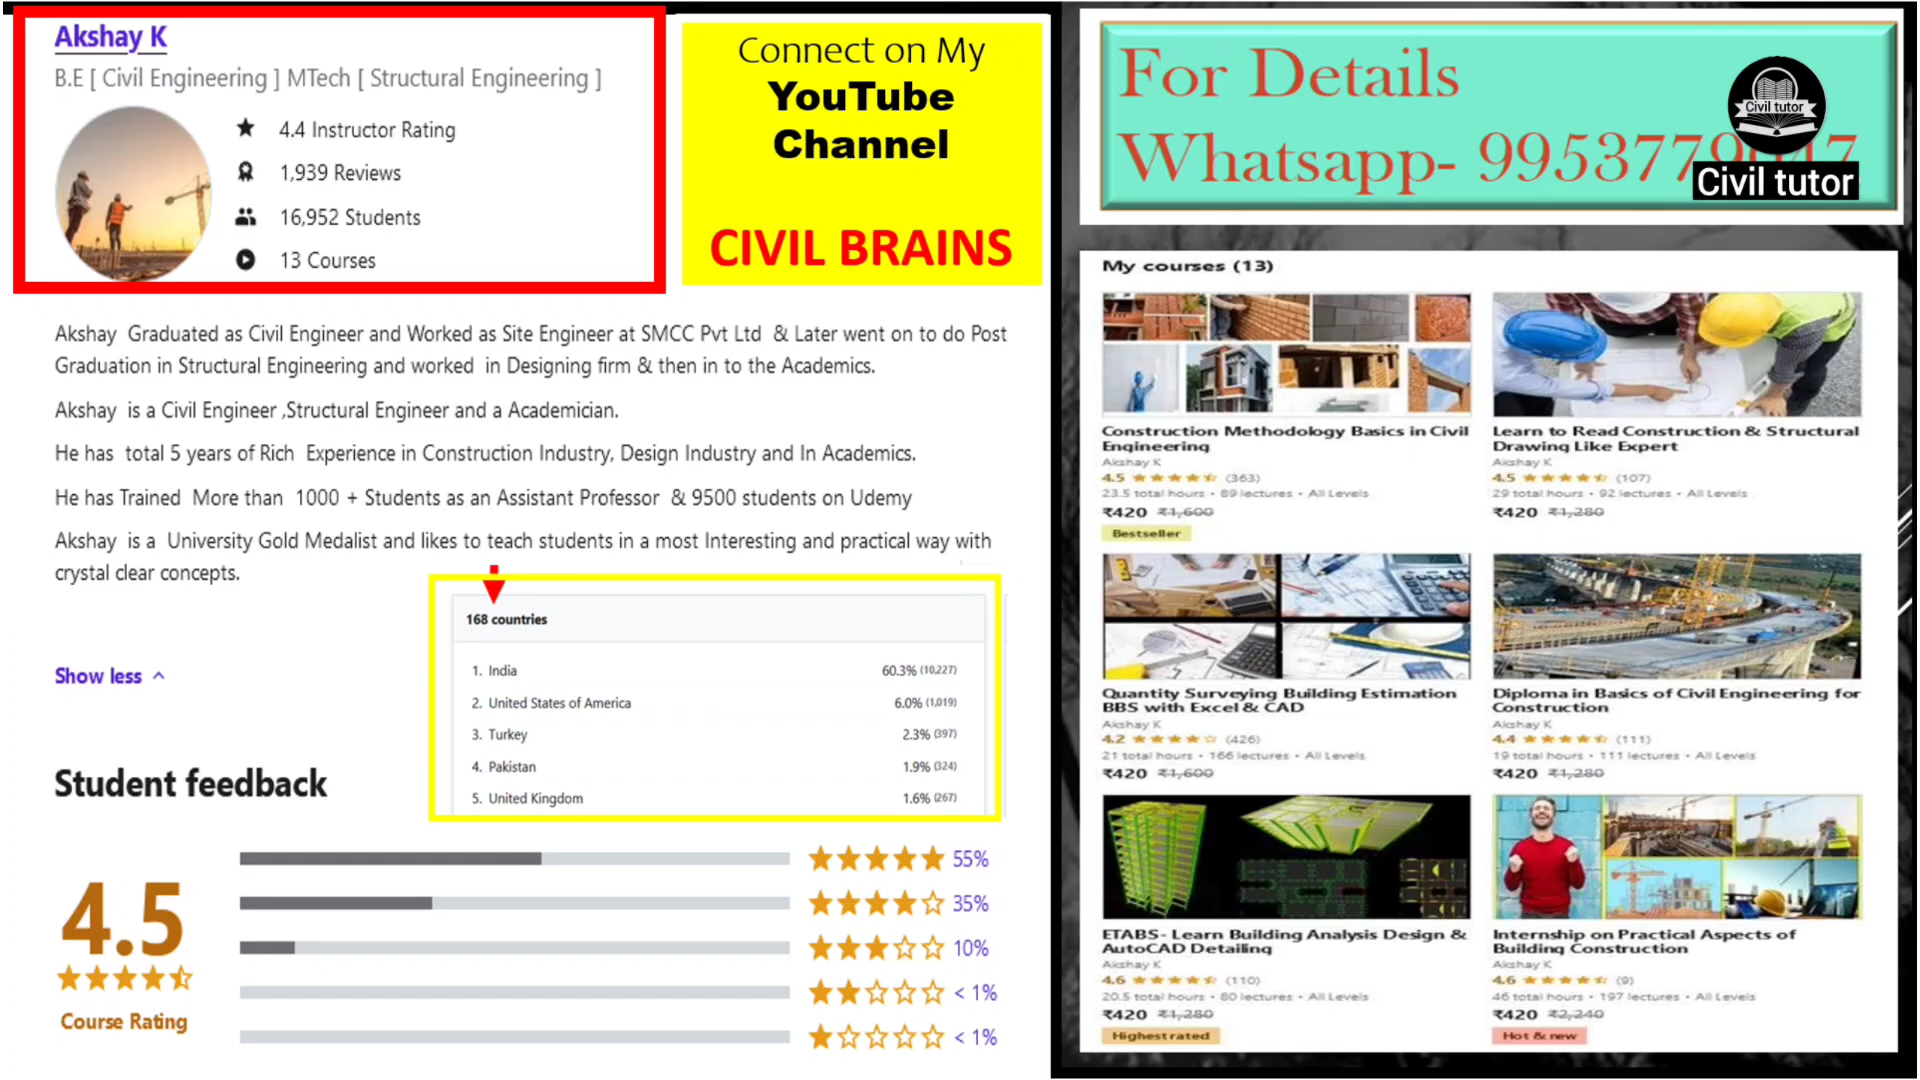 Akshay K
B.E [ Civil Engineering ] MTech [ Structural Engineering ]
4.4 Instructor Rating
1,939 Reviews
16,952 Students
13 Courses
Connect on My
YouTube
Channel
CIVIL BRAINS
Akshay Graduated as Civil Engineer and Worked as Site Engineer at SMCC Pvt Ltd & Later went on to do Post
Graduation in Structural Engineering and worked in Designing firm & then in to the Academics.
Akshay is a Civil Engineer ,Structural Engineer and a Academician.
He has total 5 years of Rich Experience in Construction Industry, Design Industry and In Academics.
He has Trained More than 1000 + Students as an Assistant Professor & 9500 students on Udemy
Akshay is a University Gold Medalist and likes to teach students in a most Interesting and practical way with
crystal clear concepts.
168 countries
1. India 60.3% (10,227)
2. United States of America 6.0% (1,019)
3. Turkey 2.3% (397)
4. Pakistan 1.9% (324)
5. United Kingdom 1.6% (267)
Show less
Student feedback
4.5
Course Rating
55%
35%
10%
< 1%
< 1%
For Details
Whatsapp-
Civil tutor
Civil tutor
My courses (13)
Construction Methodology Basics in Civil
Engineering
Akshay K
4.5 (363)
23.5 total hours • 89 lectures • All Levels
₹420 ₹1,600
Bestseller
Learn to Read Construction & Structural
Drawing Like Expert
Akshay K
4.5 (107)
29 total hours • 92 lectures • All Levels
₹420 ₹1,280
Quantity Surveying Building Estimation
BBS with Excel & CAD
Akshay K
4.2 (426)
21 total hours • 166 lectures • All Levels
₹420 ₹1,600
Diploma in Basics of Civil Engineering for
Construction
Akshay K
4.4 (111)
19 total hours • 111 lectures • All Levels
₹420 ₹1,280
ETABS- Learn Building Analysis Design &
AutoCAD Detailing
Akshay K
4.6 (110)
20.5 total hours • 80 lectures • All Levels
₹420 ₹1,280
Highest rated
Internship on Practical Aspects of
Building Construction
Akshay K
4.6 (9)
46 total hours • 197 lectures • All Levels
₹420 ₹2,240
Hot & new